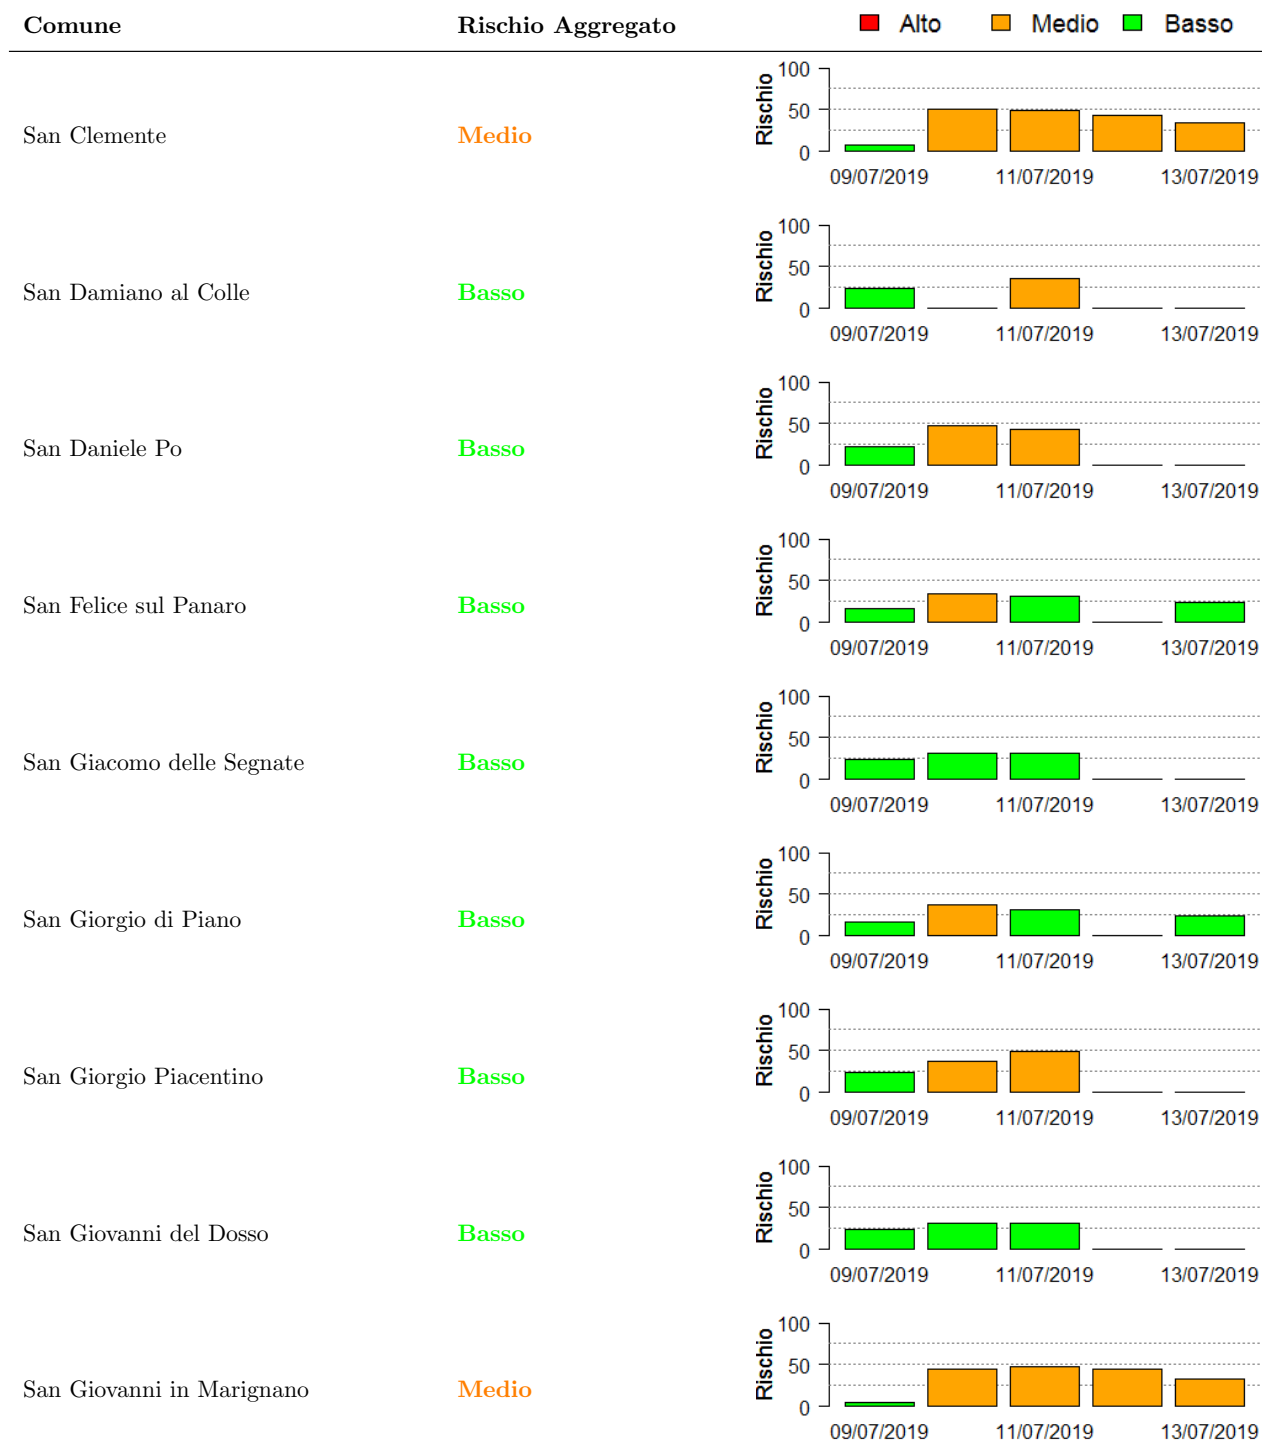 Comune Rischio Aggregato Alto Medio Basso
San Clemente Medio Rischio 100 50 0
09/07/2019 11/07/2019 13/07/2019
San Damiano al Colle Basso Rischio 100 50 0
09/07/2019 11/07/2019 13/07/2019
San Daniele Po Basso Rischio 100 50 0
09/07/2019 11/07/2019 13/07/2019
San Felice sul Panaro Basso Rischio 100 50 0
09/07/2019 11/07/2019 13/07/2019
San Giacomo delle Segnate Basso Rischio 100 50 0
09/07/2019 11/07/2019 13/07/2019
San Giorgio di Piano Basso Rischio 100 50 0
09/07/2019 11/07/2019 13/07/2019
San Giorgio Piacentino Basso Rischio 100 50 0
09/07/2019 11/07/2019 13/07/2019
San Giovanni del Dosso Basso Rischio 100 50 0
09/07/2019 11/07/2019 13/07/2019
San Giovanni in Marignano Medio Rischio 100 50 0
09/07/2019 11/07/2019 13/07/2019